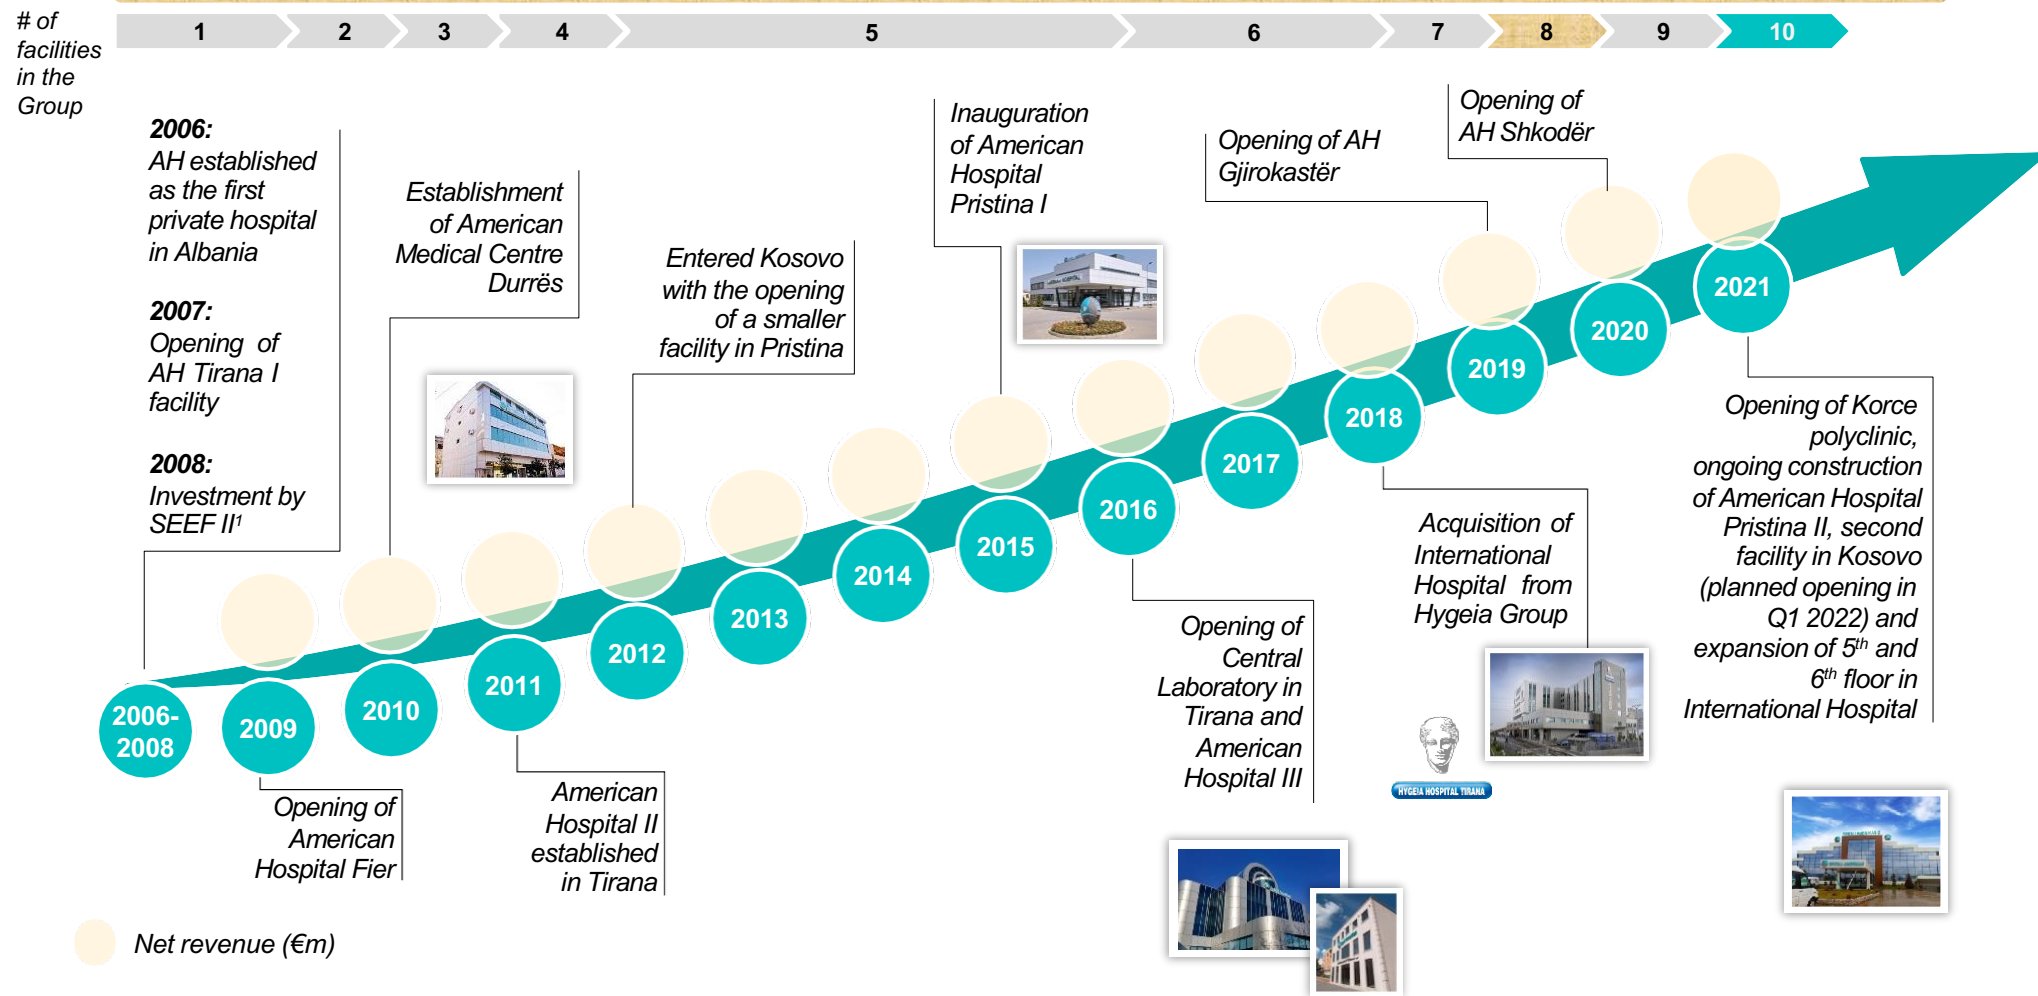 # of
facilities
in the
Group
1
2
3
4
5
6
7
8
9
10
2006:
AH established
as the first
private hospital
in Albania
2007:
Opening of
AH Tirana I
facility
2008:
Investment by
SEEF II¹
Establishment
of American
Medical Centre
Durrës
Entered Kosovo
with the opening
of a smaller
facility in Pristina
Inauguration
of American
Hospital
Pristina I
Opening of AH
Gjirokastër
Opening of
AH Shkodër
2006-
2008
2009
2010
2011
2012
2013
2014
2015
2016
2017
2018
2019
2020
2021
Opening of
American
Hospital Fier
American
Hospital II
established
in Tirana
Opening of
Central
Laboratory in
Tirana and
American
Hospital III
Acquisition of
International
Hospital from
Hygeia Group
HYGEIA HOSPITAL TIRANA
Opening of Korce
polyclinic,
ongoing construction
of American Hospital
Pristina II, second
facility in Kosovo
(planned opening in
Q1 2022) and
expansion of 5th and
6th floor in
International Hospital
Net revenue (€m)